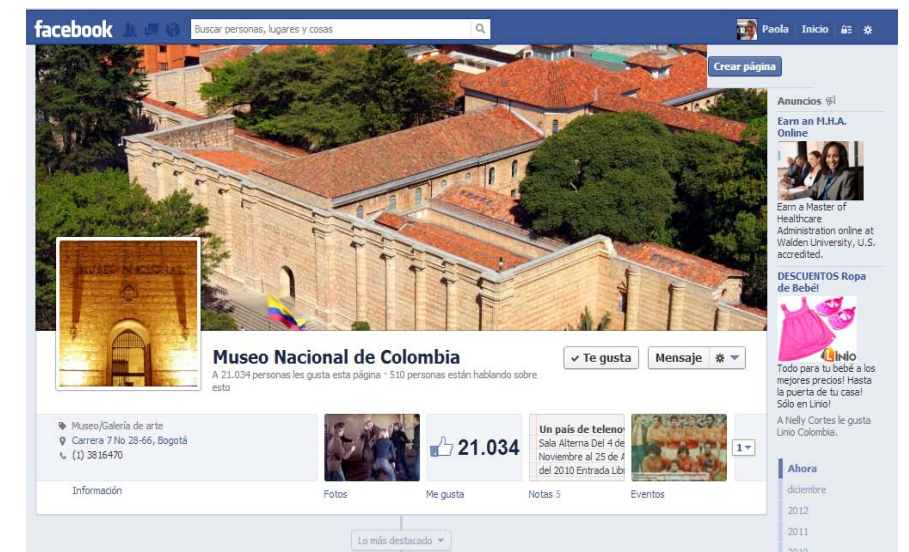 facebook
Buscar personas, lugares y cosas
Paola Inicio
Crear página
Anuncios
Earn an M.H.A.
Online
Earn a Master of
Healthcare
Administration online at
Walden University, U.S.
accredited.
DESCUENTOS Ropa
de Bebé!
Linio
Todo para tu bebé a los
mejores precios! Hasta
la puerta de tu casa!
Sólo en Linio!
A Nelly Cortes le gusta
Linio Colombia.
MUSEO NACIONAL
Museo Nacional de Colombia
A 21.034 personas les gusta esta página · 510 personas están hablando sobre
esto
✓ Te gusta
Mensaje
Museo/Galería de arte
Carrera 7 No 28-66, Bogotá
(1) 3816470
Información
Fotos
21.034
Me gusta
Un país de teleno
Sala Alterna Del 4 de
Noviembre al 25 de A
del 2010 Entrada Lib
Notas 5
Eventos
1
Lo más destacado
Ahora
diciembre
2012
2011
2010